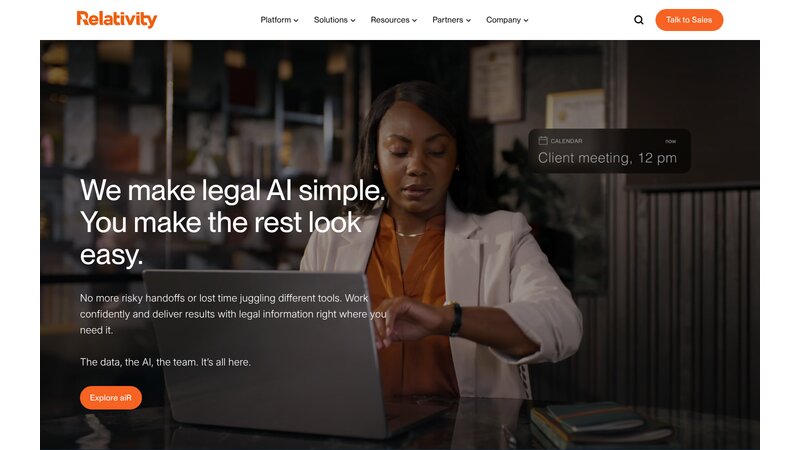 Relativity
Platform
Solutions
Resources
Partners
Company
Talk to Sales
CALENDAR
now
Client meeting, 12 pm
We make legal AI simple.
You make the rest look
easy.
No more risky handoffs or lost time juggling different tools. Work
confidently and deliver results with legal information right where you
need it.
The data, the AI, the team. It's all here.
Explore aiR